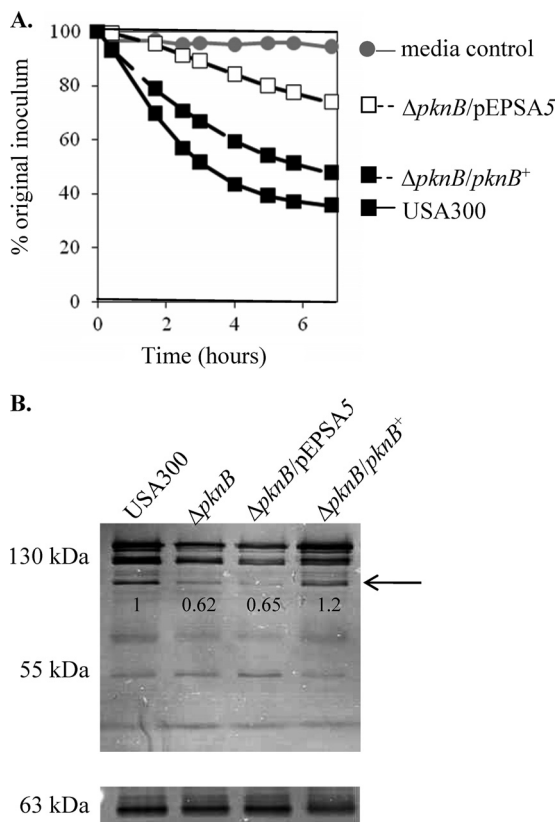 A.
% original inoculum
100
80
60
40
20
0
0 2 4 6
Time (hours)
media control
ΔpknB/pEPSA5
ΔpknB/pknB⁺
USA300
B.
USA300
ΔpknB
ΔpknB/pEPSA5
ΔpknB/pknB⁺
130 kDa
1 0.62 0.65 1.2
55 kDa
63 kDa